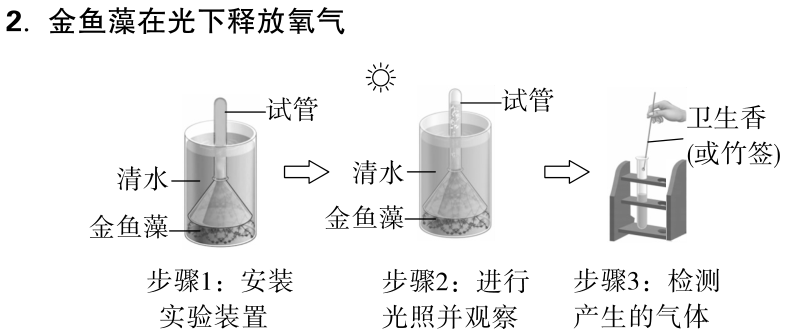 2. 金鱼藻在光下释放氧气
试管
清水
金鱼藻
步骤1：安装
实验装置
试管
清水
金鱼藻
步骤2：进行
光照并观察
卫生香
(或竹签)
步骤3：检测
产生的气体